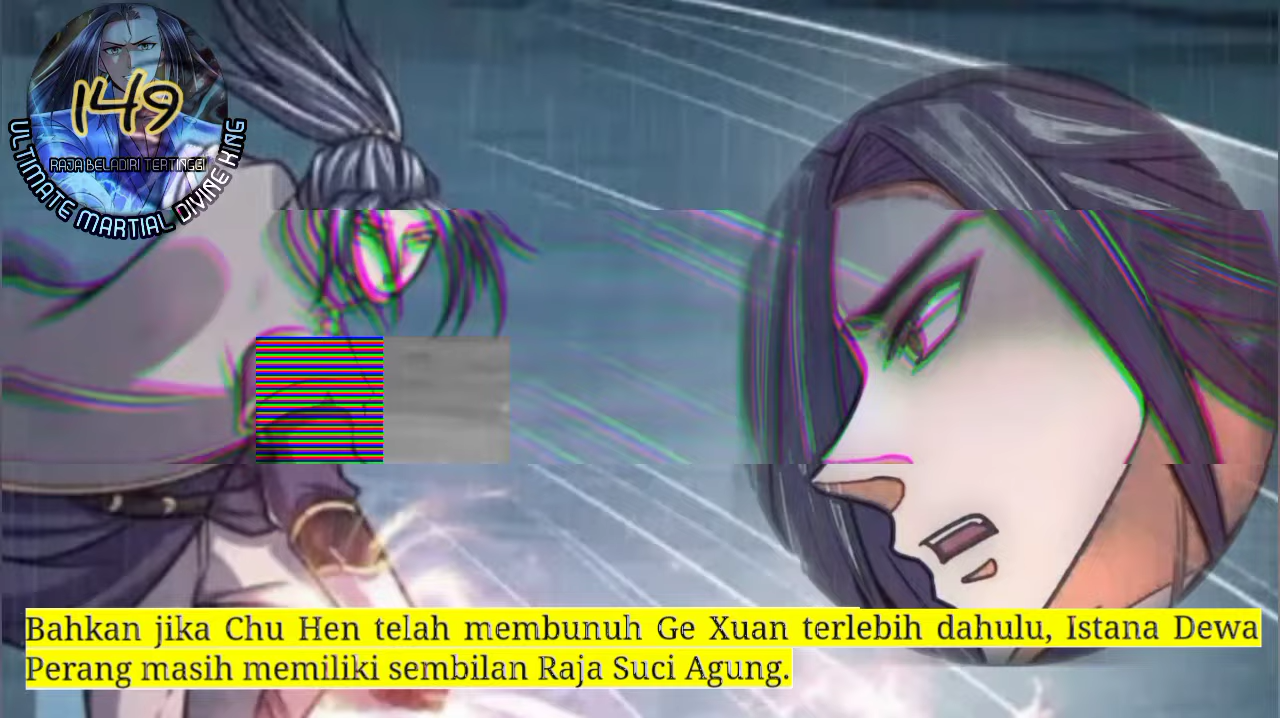 149
RAJA BELADIRI TERTINGGI
ULTIMATE MARTIAL DIVINE KING
Bahkan jika Chu Hen telah membunuh Ge Xuan terlebih dahulu, Istana Dewa
Perang masih memiliki sembilan Raja Suci Agung.